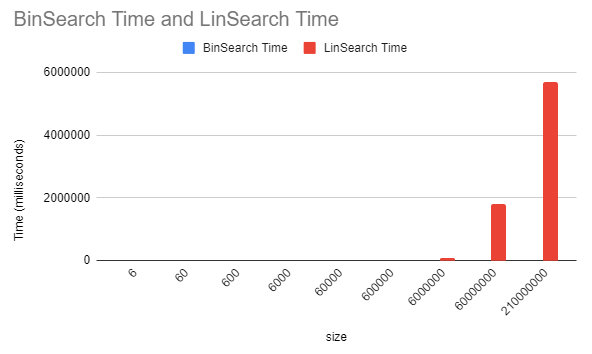 BinSearch Time and LinSearch Time
BinSearch Time LinSearch Time
6000000
4000000
2000000
0
Time (milliseconds)
6 60 600 6000 60000 600000 6000000 60000000 210000000
size